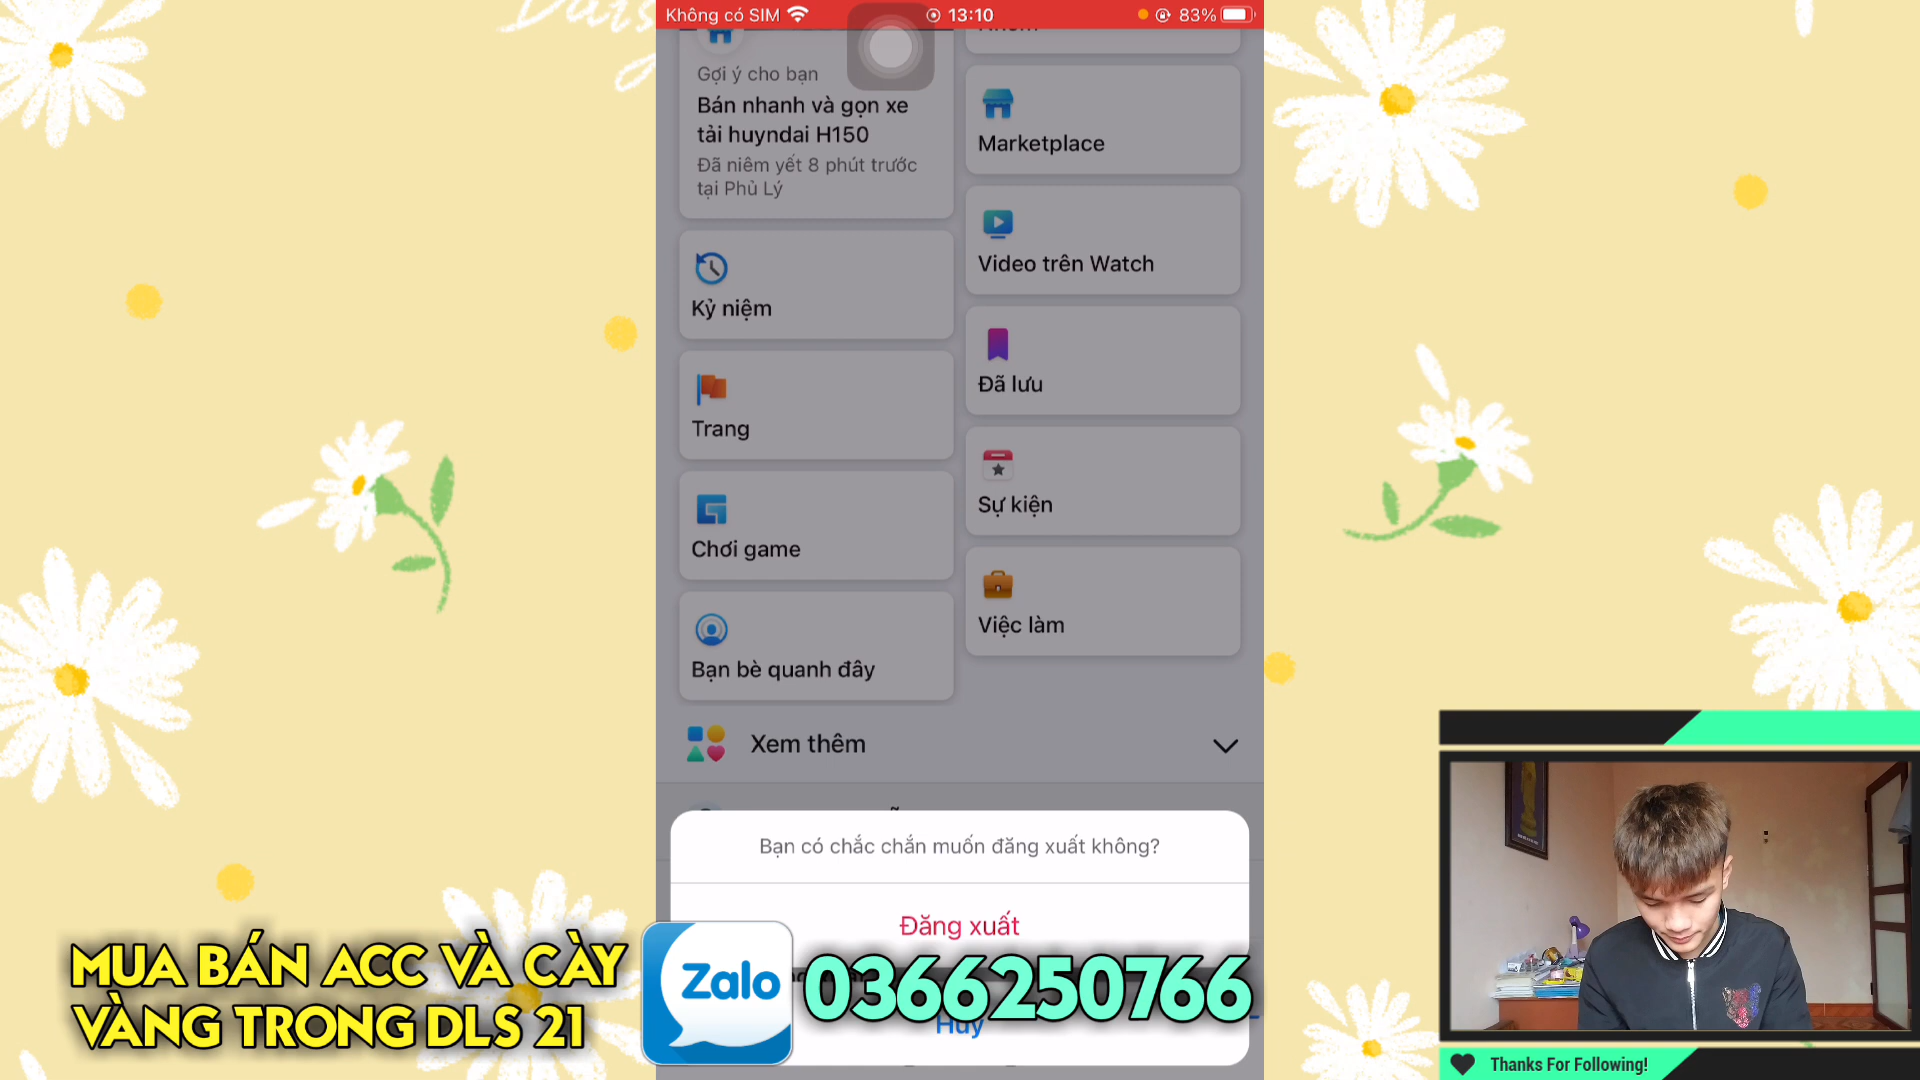 Không có SIM
13:10
83%
Gợi ý cho bạn
Bán nhanh và gọn xe
tải huyndai H150
Đã niêm yết 8 phút trước
tại Phủ Lý
Marketplace
Video trên Watch
Kỷ niệm
Đã lưu
Trang
Sự kiện
Chơi game
Việc làm
Bạn bè quanh đây
Xem thêm
Bạn có chắc chắn muốn đăng xuất không?
Đăng xuất
Hủy
MUA BÁN ACC VÀ CÀY
VÀNG TRONG DLS 21
Zalo
0366250766
Thanks For Following!